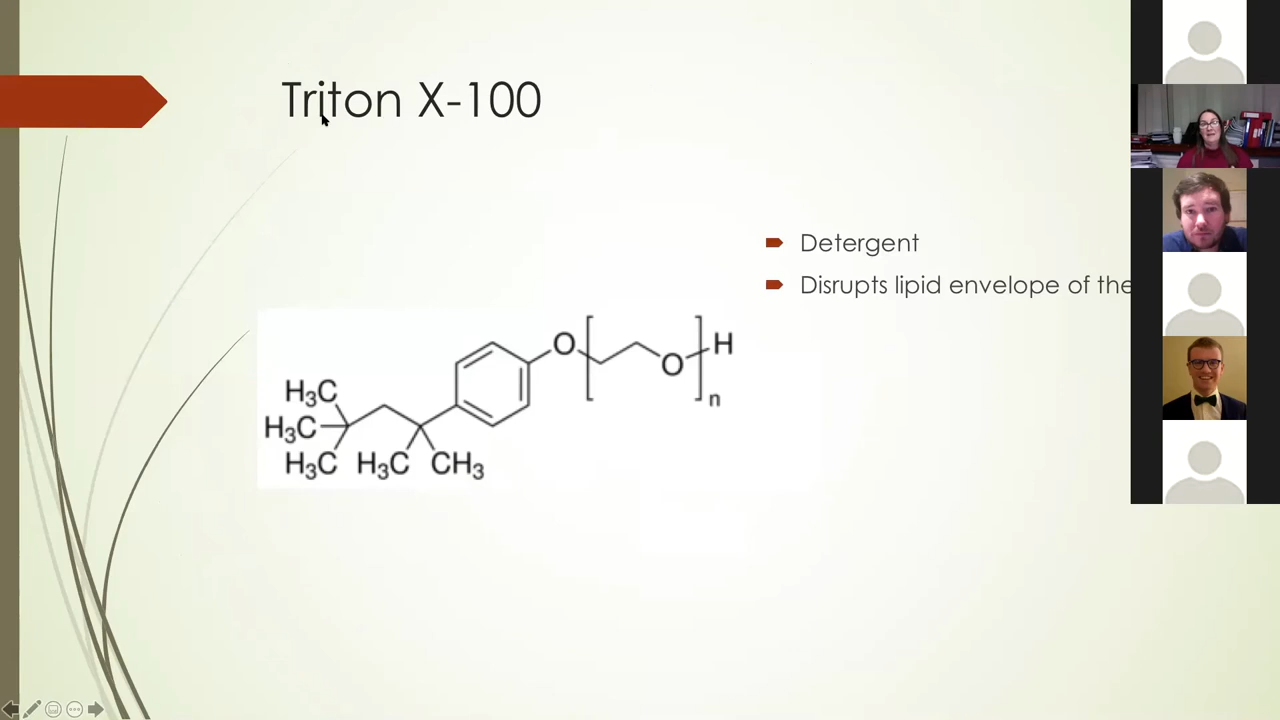 Triton X-100
Detergent
Disrupts lipid envelope of the
O
H
O
n
H3C
H3C
H3C H3C CH3